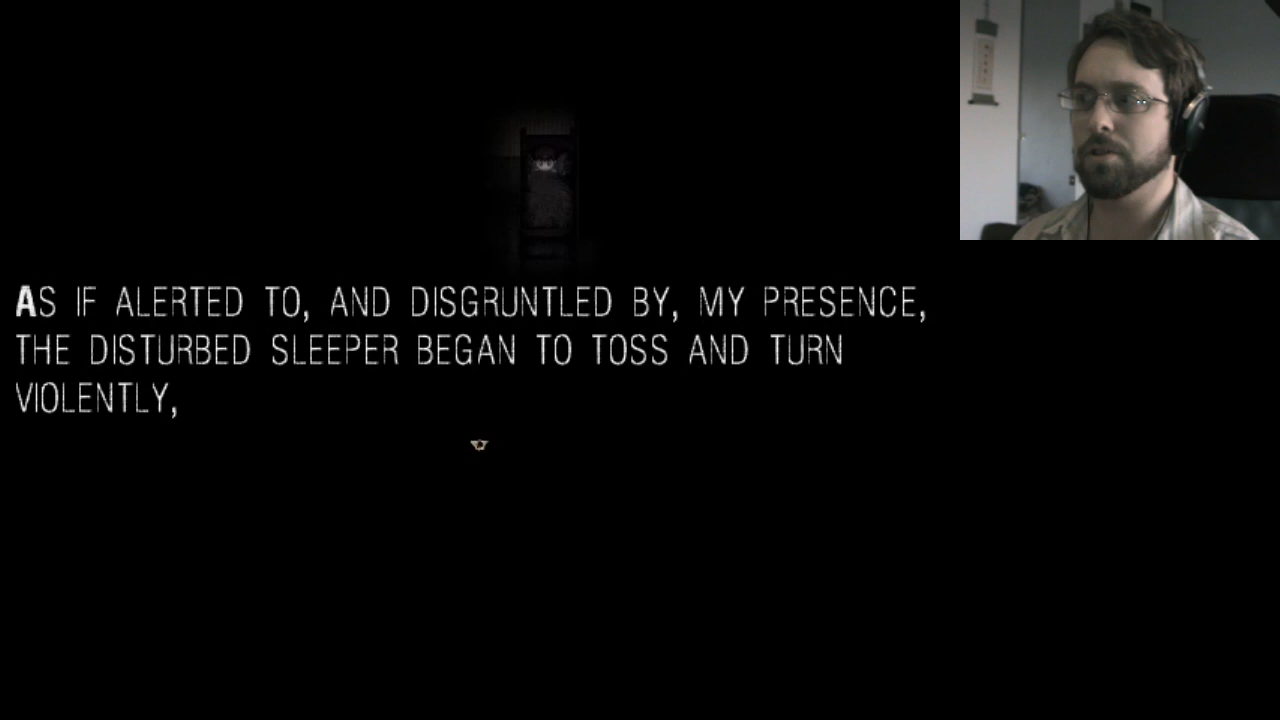 AS IF ALERTED TO, AND DISGRUNTLED BY, MY PRESENCE,
THE DISTURBED SLEEPER BEGAN TO TOSS AND TURN
VIOLENTLY,